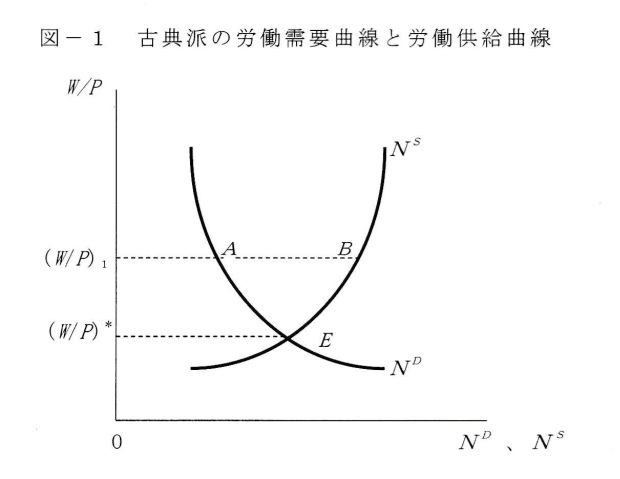 図－１　古典派の労働需要曲線と労働供給曲線
W/P
N^S
A B
(W/P)₁
(W/P)*
E
N^D
0
N^D 、 N^S